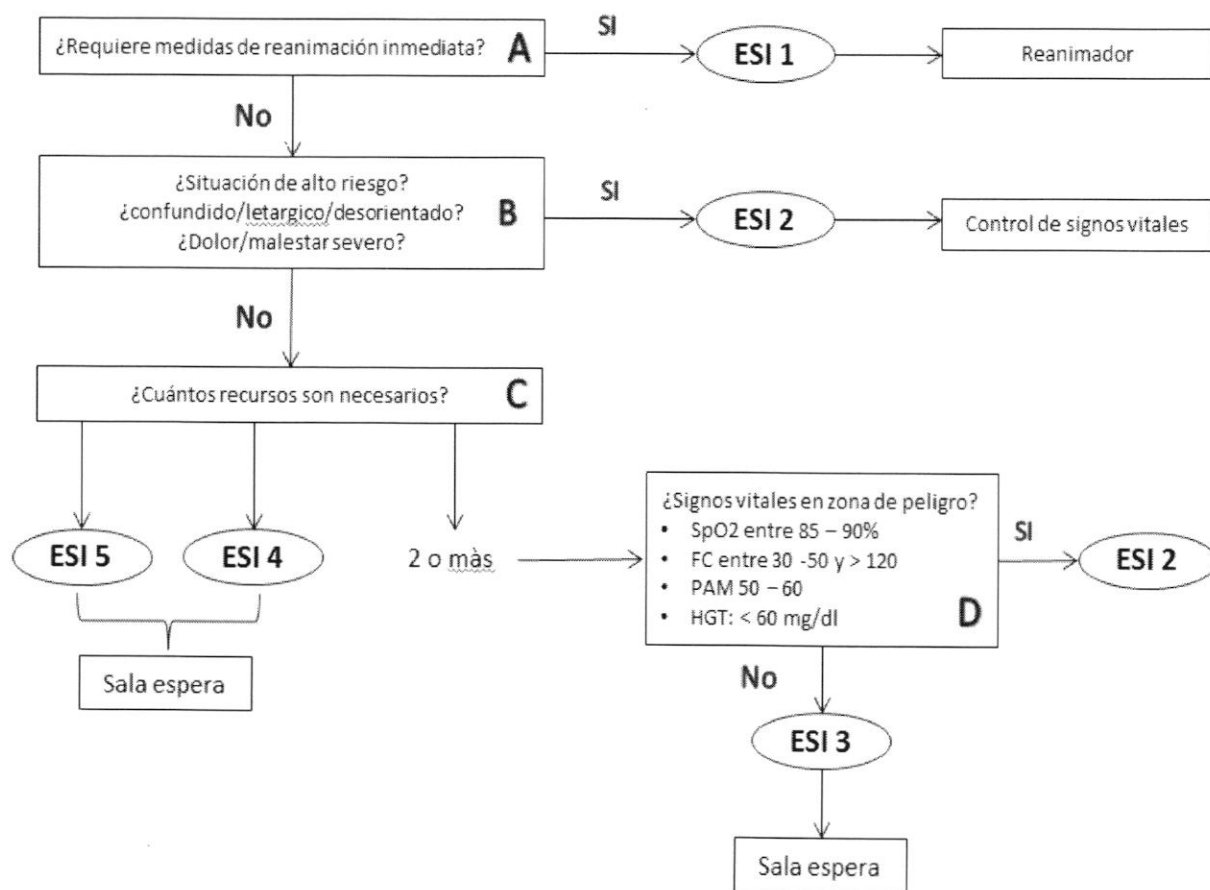 ¿Requiere medidas de reanimación inmediata? A
SI
ESI 1
Reanimador
No
¿Situación de alto riesgo?
¿confundido/letargico/desorientado?
¿Dolor/malestar severo?
B
SI
ESI 2
Control de signos vitales
No
¿Cuántos recursos son necesarios? C
ESI 5
ESI 4
2 o màs
Sala espera
¿Signos vitales en zona de peligro?
• SpO2 entre 85 – 90%
• FC entre 30 -50 y > 120
• PAM 50 – 60
• HGT: < 60 mg/dl
D
SI
ESI 2
No
ESI 3
Sala espera